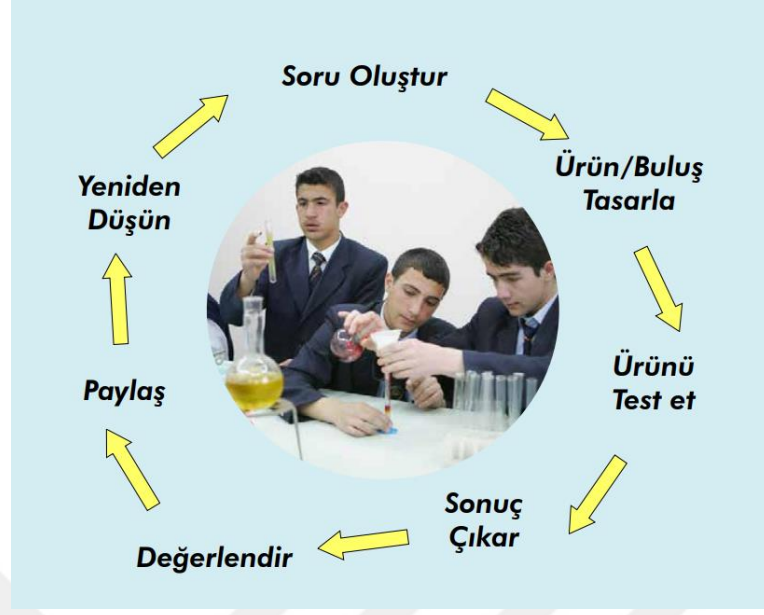 Soru Oluştur
Ürün/Buluş
Tasarla
Ürünü
Test et
Sonuç
Çıkar
Değerlendir
Paylaş
Yeniden
Düşün